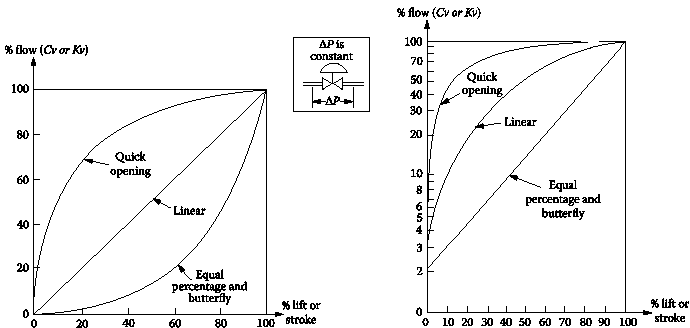 % flow (Cv or Kv)
100
80
60
40
20
0
0
20
40
60
80
100
% lift or
stroke
Quick
opening
Linear
Equal
percentage and
butterfly
ΔP is
constant
ΔP
% flow (Cv or Kv)
100
70
50
40
30
20
10
8
6
5
4
3
2
0
0
10
20
30
40
50
60
70
80
90
100
% lift or
stroke
Quick
opening
Linear
Equal
percentage and
butterfly